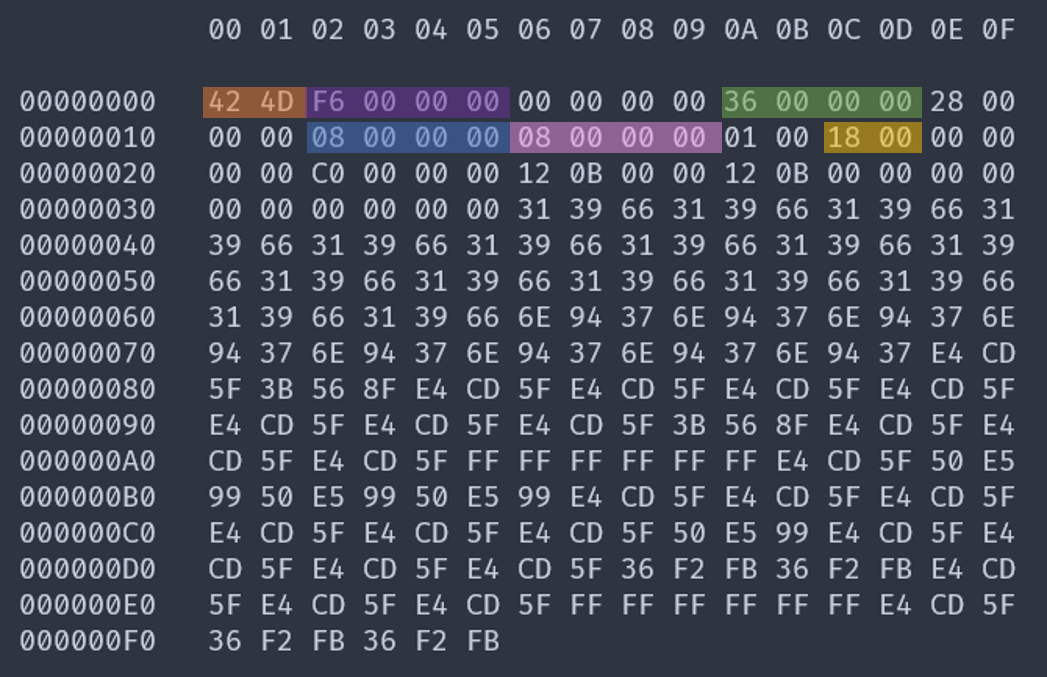 00 01 02 03 04 05 06 07 08 09 0A 0B 0C 0D 0E 0F
00000000 42 4D F6 00 00 00 00 00 00 00 36 00 00 00 28 00
00000010 00 00 08 00 00 00 08 00 00 00 01 00 18 00 00 00
00000020 00 00 C0 00 00 00 12 0B 00 00 12 0B 00 00 00 00
00000030 00 00 00 00 00 00 31 39 66 31 39 66 31 39 66 31
00000040 39 66 31 39 66 31 39 66 31 39 66 31 39 66 31 39
00000050 66 31 39 66 31 39 66 31 39 66 31 39 66 31 39 66
00000060 31 39 66 31 39 66 6E 94 37 6E 94 37 6E 94 37 6E
00000070 94 37 6E 94 37 6E 94 37 6E 94 37 6E 94 37 E4 CD
00000080 5F 3B 56 8F E4 CD 5F E4 CD 5F E4 CD 5F E4 CD 5F
00000090 E4 CD 5F E4 CD 5F E4 CD 5F 3B 56 8F E4 CD 5F E4
000000A0 CD 5F E4 CD 5F FF FF FF FF FF FF E4 CD 5F 50 E5
000000B0 99 50 E5 99 50 E5 99 E4 CD 5F E4 CD 5F E4 CD 5F
000000C0 E4 CD 5F E4 CD 5F E4 CD 5F 50 E5 99 E4 CD 5F E4
000000D0 CD 5F E4 CD 5F E4 CD 5F 36 F2 FB 36 F2 FB E4 CD
000000E0 5F E4 CD 5F E4 CD 5F FF FF FF FF FF FF E4 CD 5F
000000F0 36 F2 FB 36 F2 FB